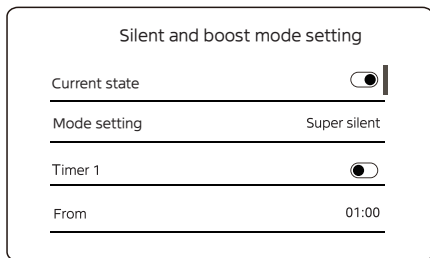 Silent and boost mode setting
Current state
Mode setting Super silent
Timer 1
From 01:00